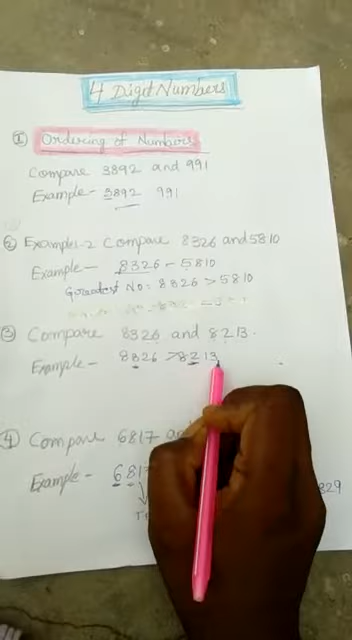 4 Digit Numbers
① Ordering of Numbers
Compare 3892 and 991
Example - 3892 991
② Example-2 Compare 8326 and 5810
Example - 8326 - 5810
Greatest No: 8326 > 5810
③ Compare 8326 and 8213.
Example - 8326 > 8213
④ Compare 6817
Example - 6817
829